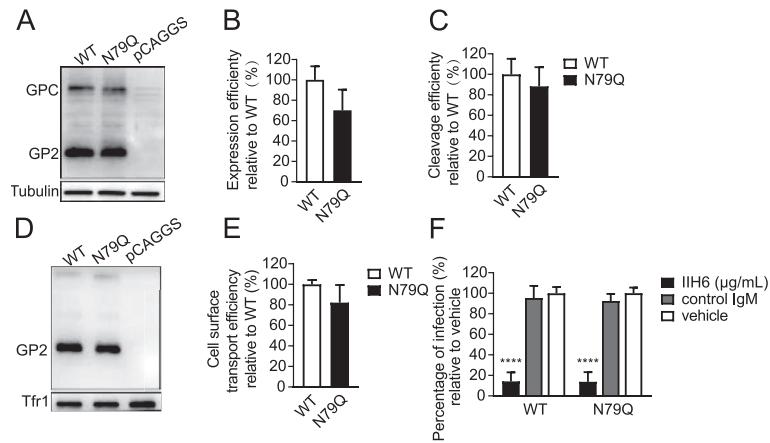 A
WT
N79Q
pCAGGS
GPC
GP2
Tubulin
B
Expression efficienty
relative to WT (%)
120
100
80
60
40
20
0
WT
N79Q
C
Cleavage efficiency
relative to WT (%)
120
100
80
60
40
20
0
WT
N79Q
WT
N79Q
D
WT
N79Q
pCAGGS
GP2
Tfr1
E
Cell surface
transport efficiency
relative to WT (%)
120
100
80
60
40
20
0
WT
N79Q
WT
N79Q
F
Percentage of infection (%)
relative to vehicle
120
100
80
60
40
20
0
****
****
WT
N79Q
IIH6 (μg/mL)
control IgM
vehicle